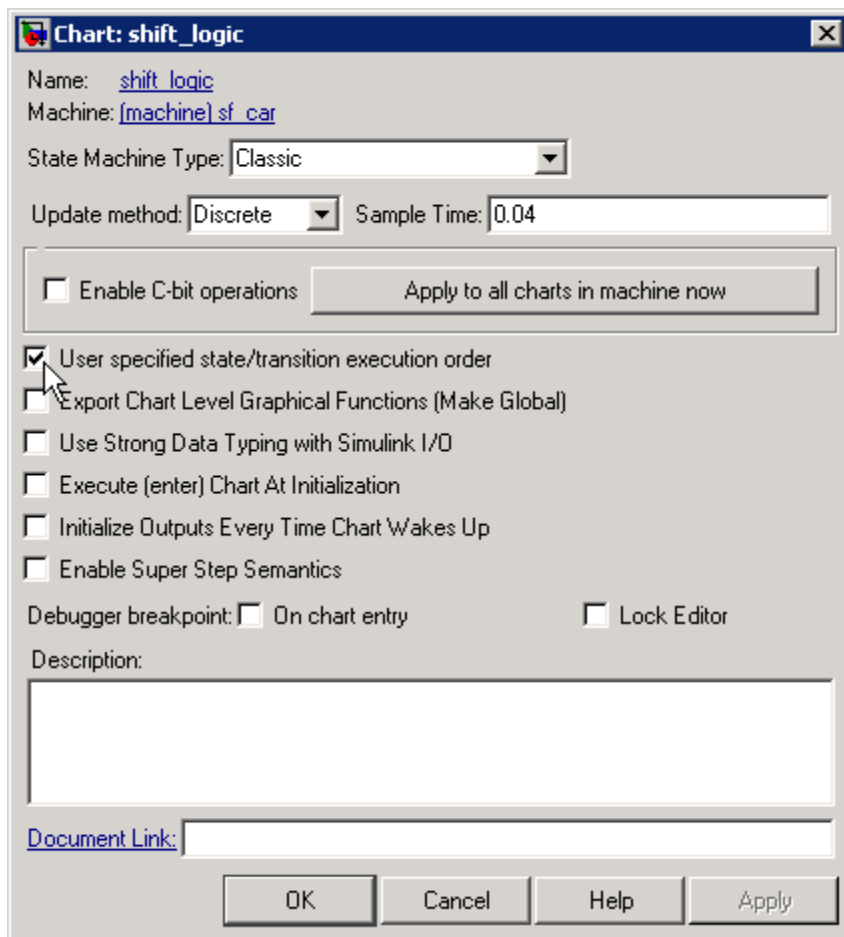 Chart: shift_logic
Name: shift_logic
Machine: (machine) sf_car
State Machine Type: Classic
Update method: Discrete Sample Time: 0.04
Enable C-bit operations Apply to all charts in machine now
User specified state/transition execution order
Export Chart Level Graphical Functions (Make Global)
Use Strong Data Typing with Simulink I/O
Execute (enter) Chart At Initialization
Initialize Outputs Every Time Chart Wakes Up
Enable Super Step Semantics
Debugger breakpoint: On chart entry Lock Editor
Description:
Document Link:
OK Cancel Help Apply